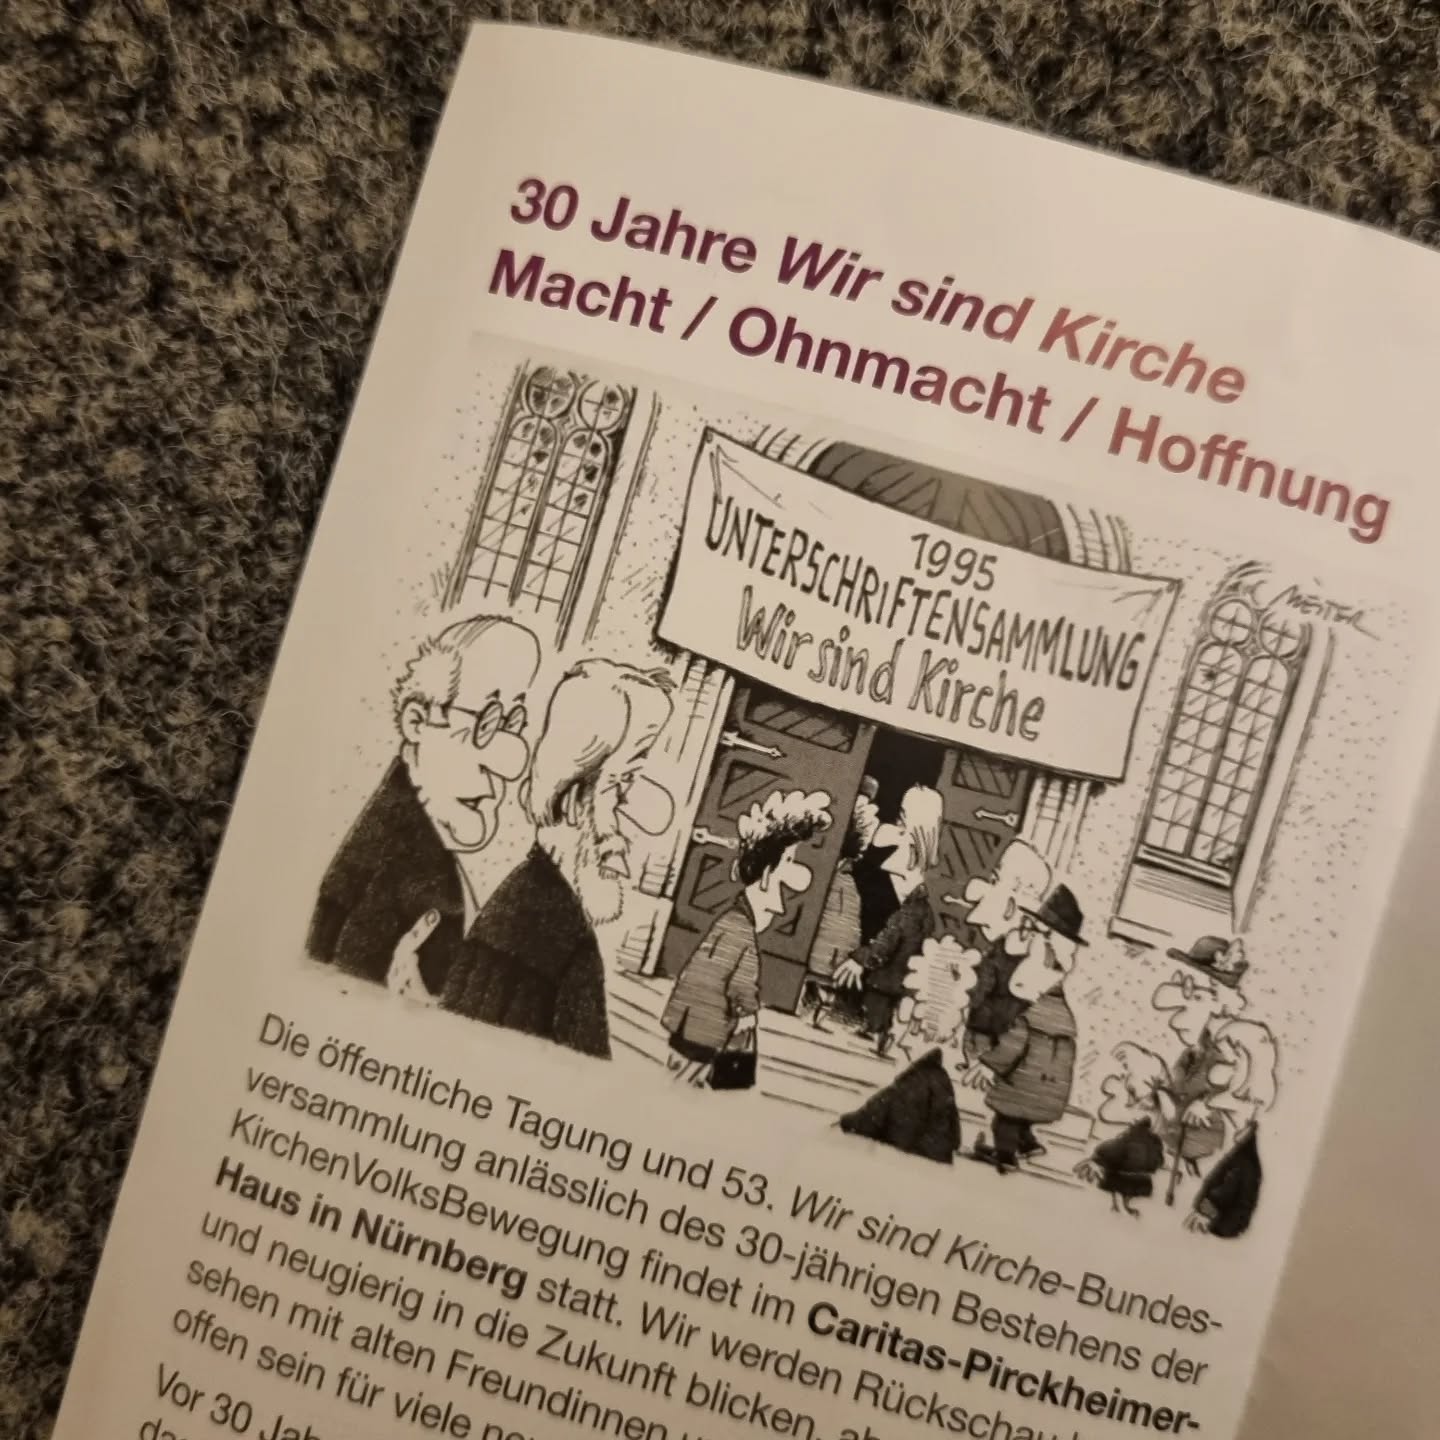 30 Jahre Wir sind Kirche
Macht / Ohnmacht / Hoffnung
1995
UNTERSCHRIFTENSAMMLUNG
Wir sind Kirche
MESTER
Die öffentliche Tagung und 53. Wir sind Kirche-Bundes-
versammlung anlässlich des 30-jährigen Bestehens der
KirchenVolksBewegung findet im Caritas-Pirckheimer-
Haus in Nürnberg statt. Wir werden Rückschau
und neugierig in die Zukunft blicken,
sehen mit alten Freundinnen
offen sein für viele
Vor 30